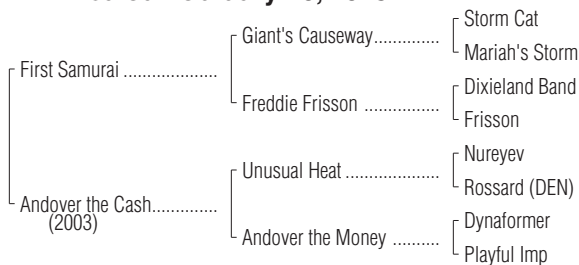 Storm Cat
Giant's Causeway..............
Mariah's Storm
First Samurai ....................
Dixieland Band
Freddie Frisson ................
Frisson
Nureyev
Unusual Heat ....................
Rossard (DEN)
Andover the Cash..............
(2003)
Dynaformer
Andover the Money ..........
Playful Imp